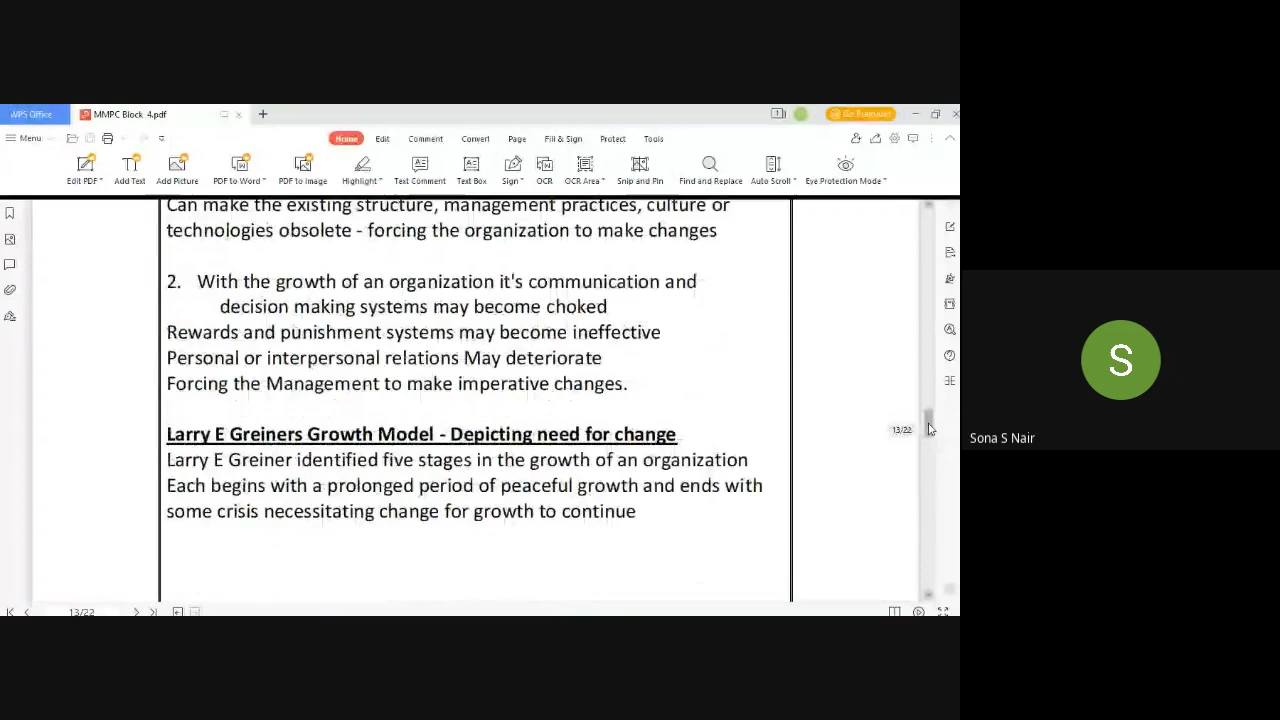 WPS Office
MMPC Block 4.pdf
Go Premium
Menu
Home
Edit
Comment
Convert
Page
Fill & Sign
Protect
Tools
Edit PDF
Add Text
Add Picture
PDF to Word
PDF to Image
Highlight
Text Comment
Text Box
Sign
OCR
OCR Area
Snip and Pin
Find and Replace
Auto Scroll
Eye Protection Mode
Can make the existing structure, management practices, culture or
technologies obsolete - forcing the organization to make changes
2. With the growth of an organization it's communication and
decision making systems may become choked
Rewards and punishment systems may become ineffective
Personal or interpersonal relations May deteriorate
Forcing the Management to make imperative changes.
Larry E Greiners Growth Model - Depicting need for change
Larry E Greiner identified five stages in the growth of an organization
Each begins with a prolonged period of peaceful growth and ends with
some crisis necessitating change for growth to continue
13/22
13/22
S
Sona S Nair